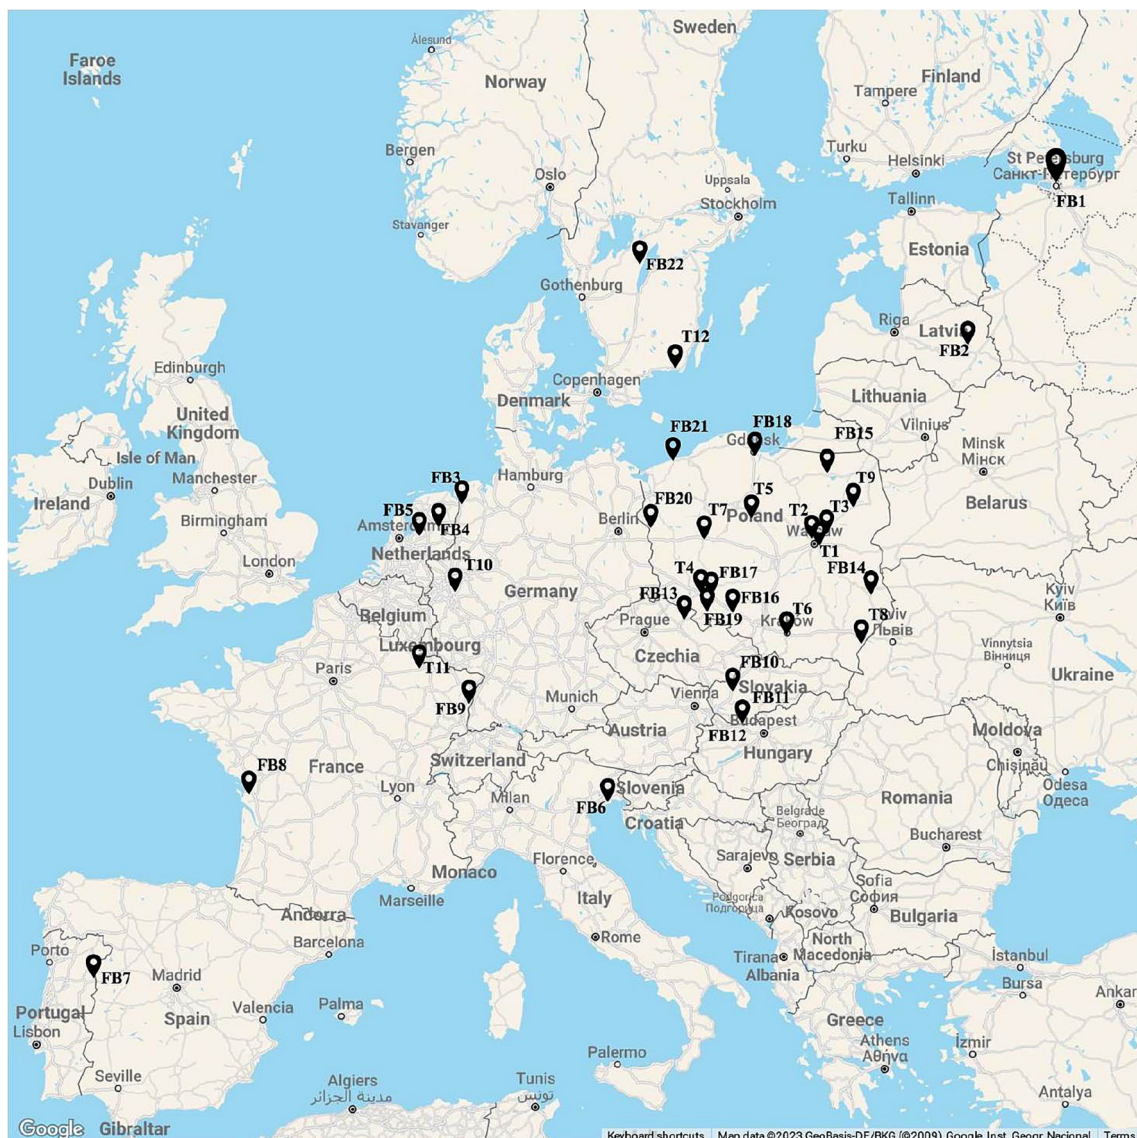 Sweden
Faroe
Islands
Ålesund
Norway
Finland
Tampere
Bergen
Turku
Helsinki
St Petersburg
Санкт-Петербург
FB1
Oslo
Uppsala
Stockholm
Tallinn
Stavanger
Estonia
FB22
Gothenburg
Riga
Latvia
FB2
T12
Edinburgh
Copenhagen
Denmark
Lithuania
United
Kingdom
Vilnius
FB21
FB18
Gdańsk
FB15
Minsk
Мінск
Isle of Man
Dublin
Manchester
Ireland
Hamburg
FB3
T9
Belarus
FB5
FB4
FB20
T5
T2
T3
Birmingham
Amsterdam
Berlin
T7
Poland
Warsaw
London
Netherlands
T1
T10
Germany
T4
FB17
FB14
Kyiv
Київ
Belgium
FB13
FB16
FB19
T6
Prague
Kraków
T8
Lviv
Львів
Luxembourg
T11
Czechia
Vinnytsia
Вінниця
Paris
FB10
Slovakia
Ukraine
FB9
Munich
Vienna
FB11
Austria
FB12
Budapest
Hungary
Moldova
Chișinău
FB8
France
Switzerland
Lyon
Milan
FB6
Slovenia
Croatia
Odesa
Одеса
Romania
Belgrade
Београд
Bucharest
Florence
Monaco
Sarajevo
Serbia
Marseille
Italy
Podgorica
Подгорица
Kosovo
Sofia
София
Bulgaria
Andorra
Barcelona
Porto
Rome
North
Macedonia
Tirana
Albania
İstanbul
FB7
Madrid
Bursa
Ankar
Portugal
Lisbon
Spain
Valencia
Palma
Greece
Athens
Αθήνα
İzmir
Palermo
Seville
Algiers
مدينة الجزائر
Tunis
تونس
Antalya
Gibraltar
Google
Keyboard shortcuts Map data ©2023 GeoBasis-DE/BKG (©2009), Google, Inst. Geogr. Nacional Terms